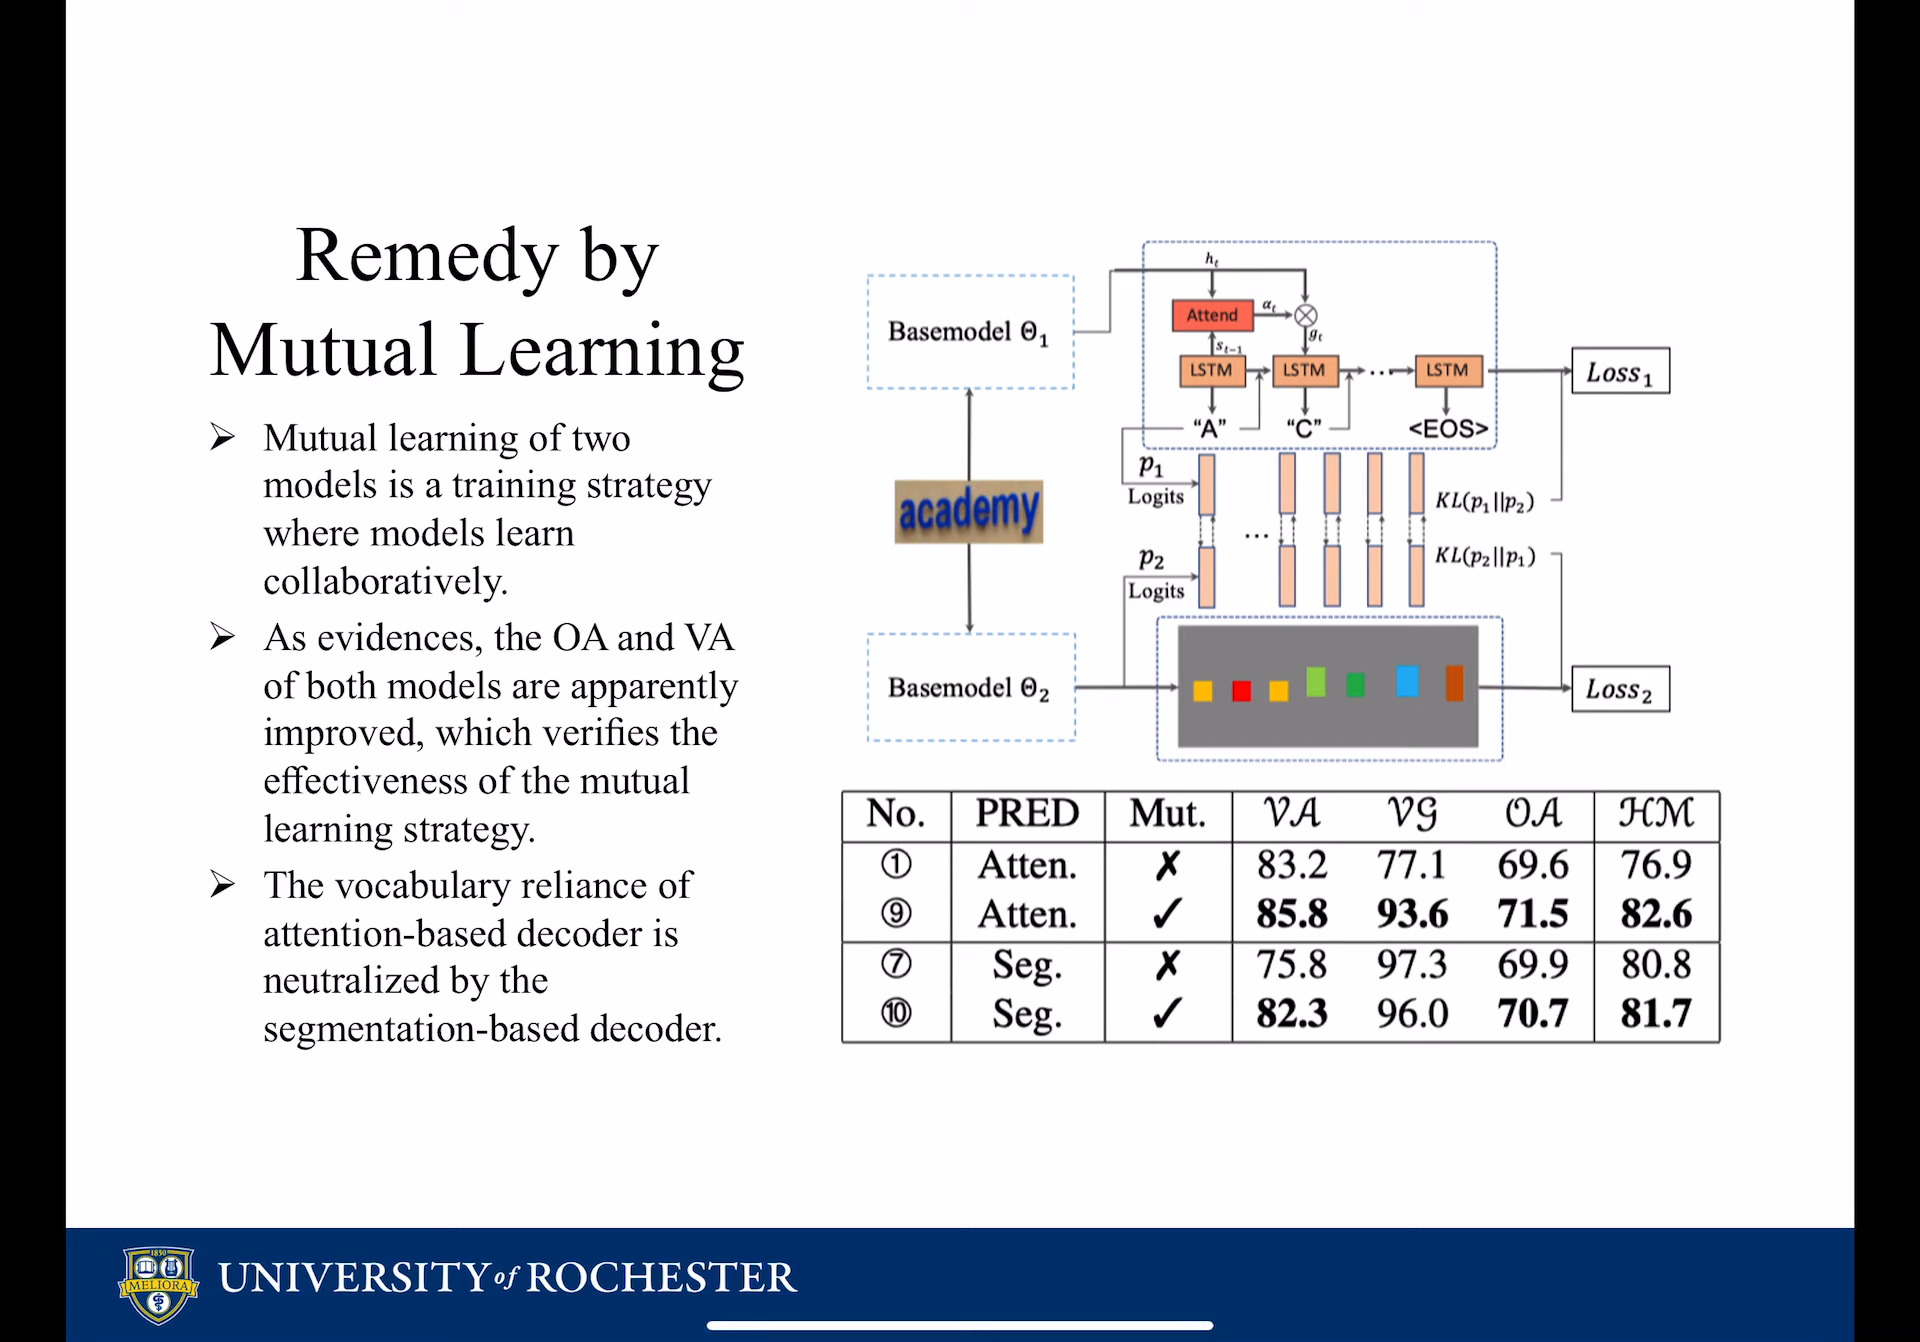 Remedy by
Mutual Learning
➢ Mutual learning of two
models is a training strategy
where models learn
collaboratively.
➢ As evidences, the OA and VA
of both models are apparently
improved, which verifies the
effectiveness of the mutual
learning strategy.
➢ The vocabulary reliance of
attention-based decoder is
neutralized by the
segmentation-based decoder.
Basemodel Θ₁
hₜ
Attend αₜ ⊗
sₜ₋₁ gₜ
LSTM LSTM ... LSTM
Loss₁
“A” “C” <EOS>
academy
p₁
Logits
KL(p₁||p₂)
...
p₂
Logits
KL(p₂||p₁)
Basemodel Θ₂
Loss₂
No. PRED Mut. 𝒱𝒜 𝒱𝒢 𝒪𝒜 ℋℳ
① Atten. ✗ 83.2 77.1 69.6 76.9
⑨ Atten. ✓ 85.8 93.6 71.5 82.6
⑦ Seg. ✗ 75.8 97.3 69.9 80.8
⑩ Seg. ✓ 82.3 96.0 70.7 81.7
1850
MELIORA
UNIVERSITY of ROCHESTER